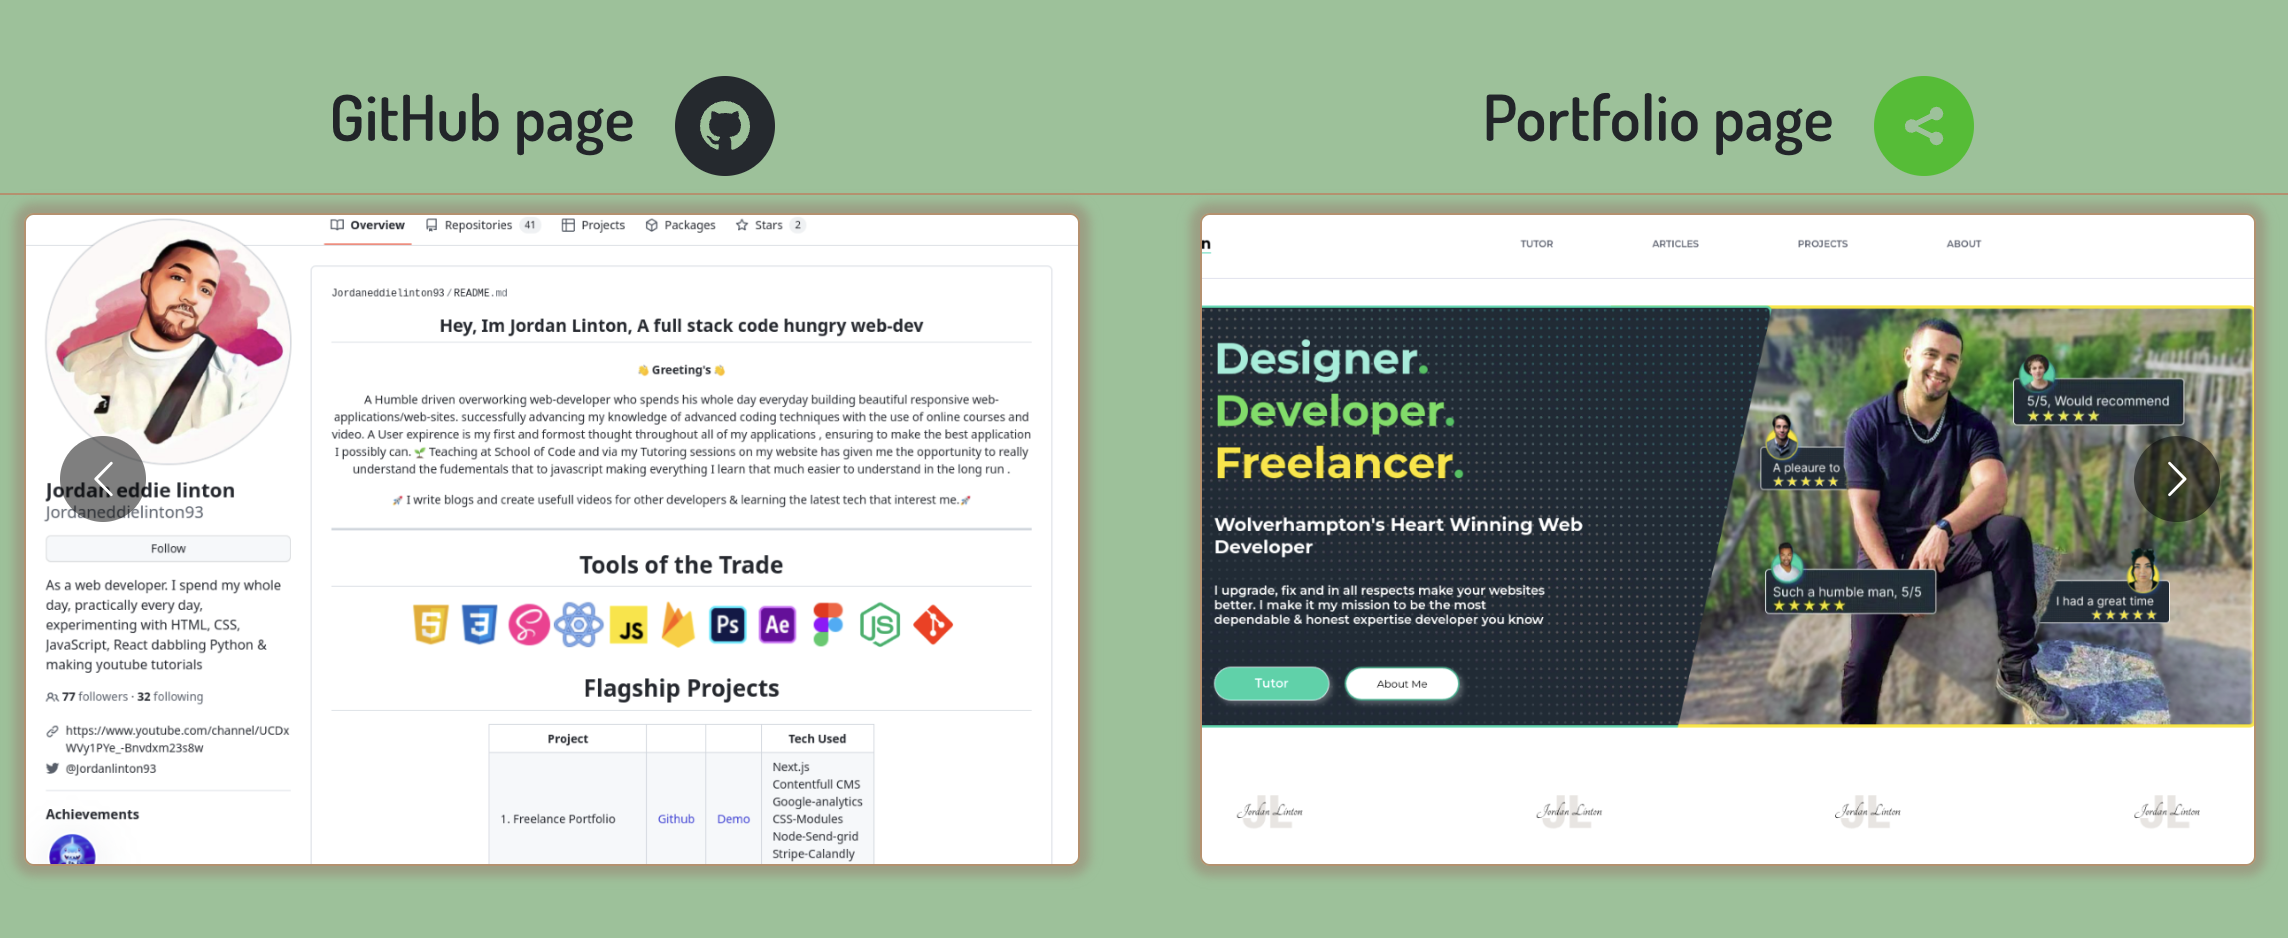 GitHub page
Portfolio page
Overview Repositories 41 Projects Packages Stars 2
Jordaneddielinton93/README.md
Hey, Im Jordan Linton, A full stack code hungry web-dev
Greeting's
A Humble driven overworking web-developer who spends his whole day everyday building beautiful responsive web-
applications/web-sites. successfully advancing my knowledge of advanced coding techniques with the use of online courses and
video. A User expirence is my first and formost thought throughout all of my applications , ensuring to make the best application
I possibly can. Teaching at School of Code and via my Tutoring sessions on my website has given me the opportunity to really
understand the fudementals that to javascript making everything I learn that much easier to understand in the long run .
I write blogs and create usefull videos for other developers & learning the latest tech that interest me.
Jordan eddie linton
Jordaneddielinton93
Follow
As a web developer. I spend my whole
day, practically every day,
experimenting with HTML, CSS,
JavaScript, React dabbling Python &
making youtube tutorials
77 followers · 32 following
https://www.youtube.com/channel/UCDx
WVy1PYe_-Bnvdxm23s8w
@Jordanlinton93
Achievements
Tools of the Trade
5 3 JS Ps Ae JS
Flagship Projects
Project Tech Used
1. Freelance Portfolio Github Demo
Next.js
Contentfull CMS
Google-analytics
CSS-Modules
Node-Send-grid
Stripe-Calandly
n
TUTOR ARTICLES PROJECTS ABOUT
Designer.
Developer.
Freelancer.
Wolverhampton's Heart Winning Web
Developer
I upgrade, fix and in all respects make your websites
better. I make it my mission to be the most
dependable & honest expertise developer you know
Tutor About Me
5/5, Would recommend
A pleaure to
Such a humble man, 5/5
I had a great time
JL Jordan Linton
JL Jordan Linton
JL Jordan Linton
JL Jordan Linton